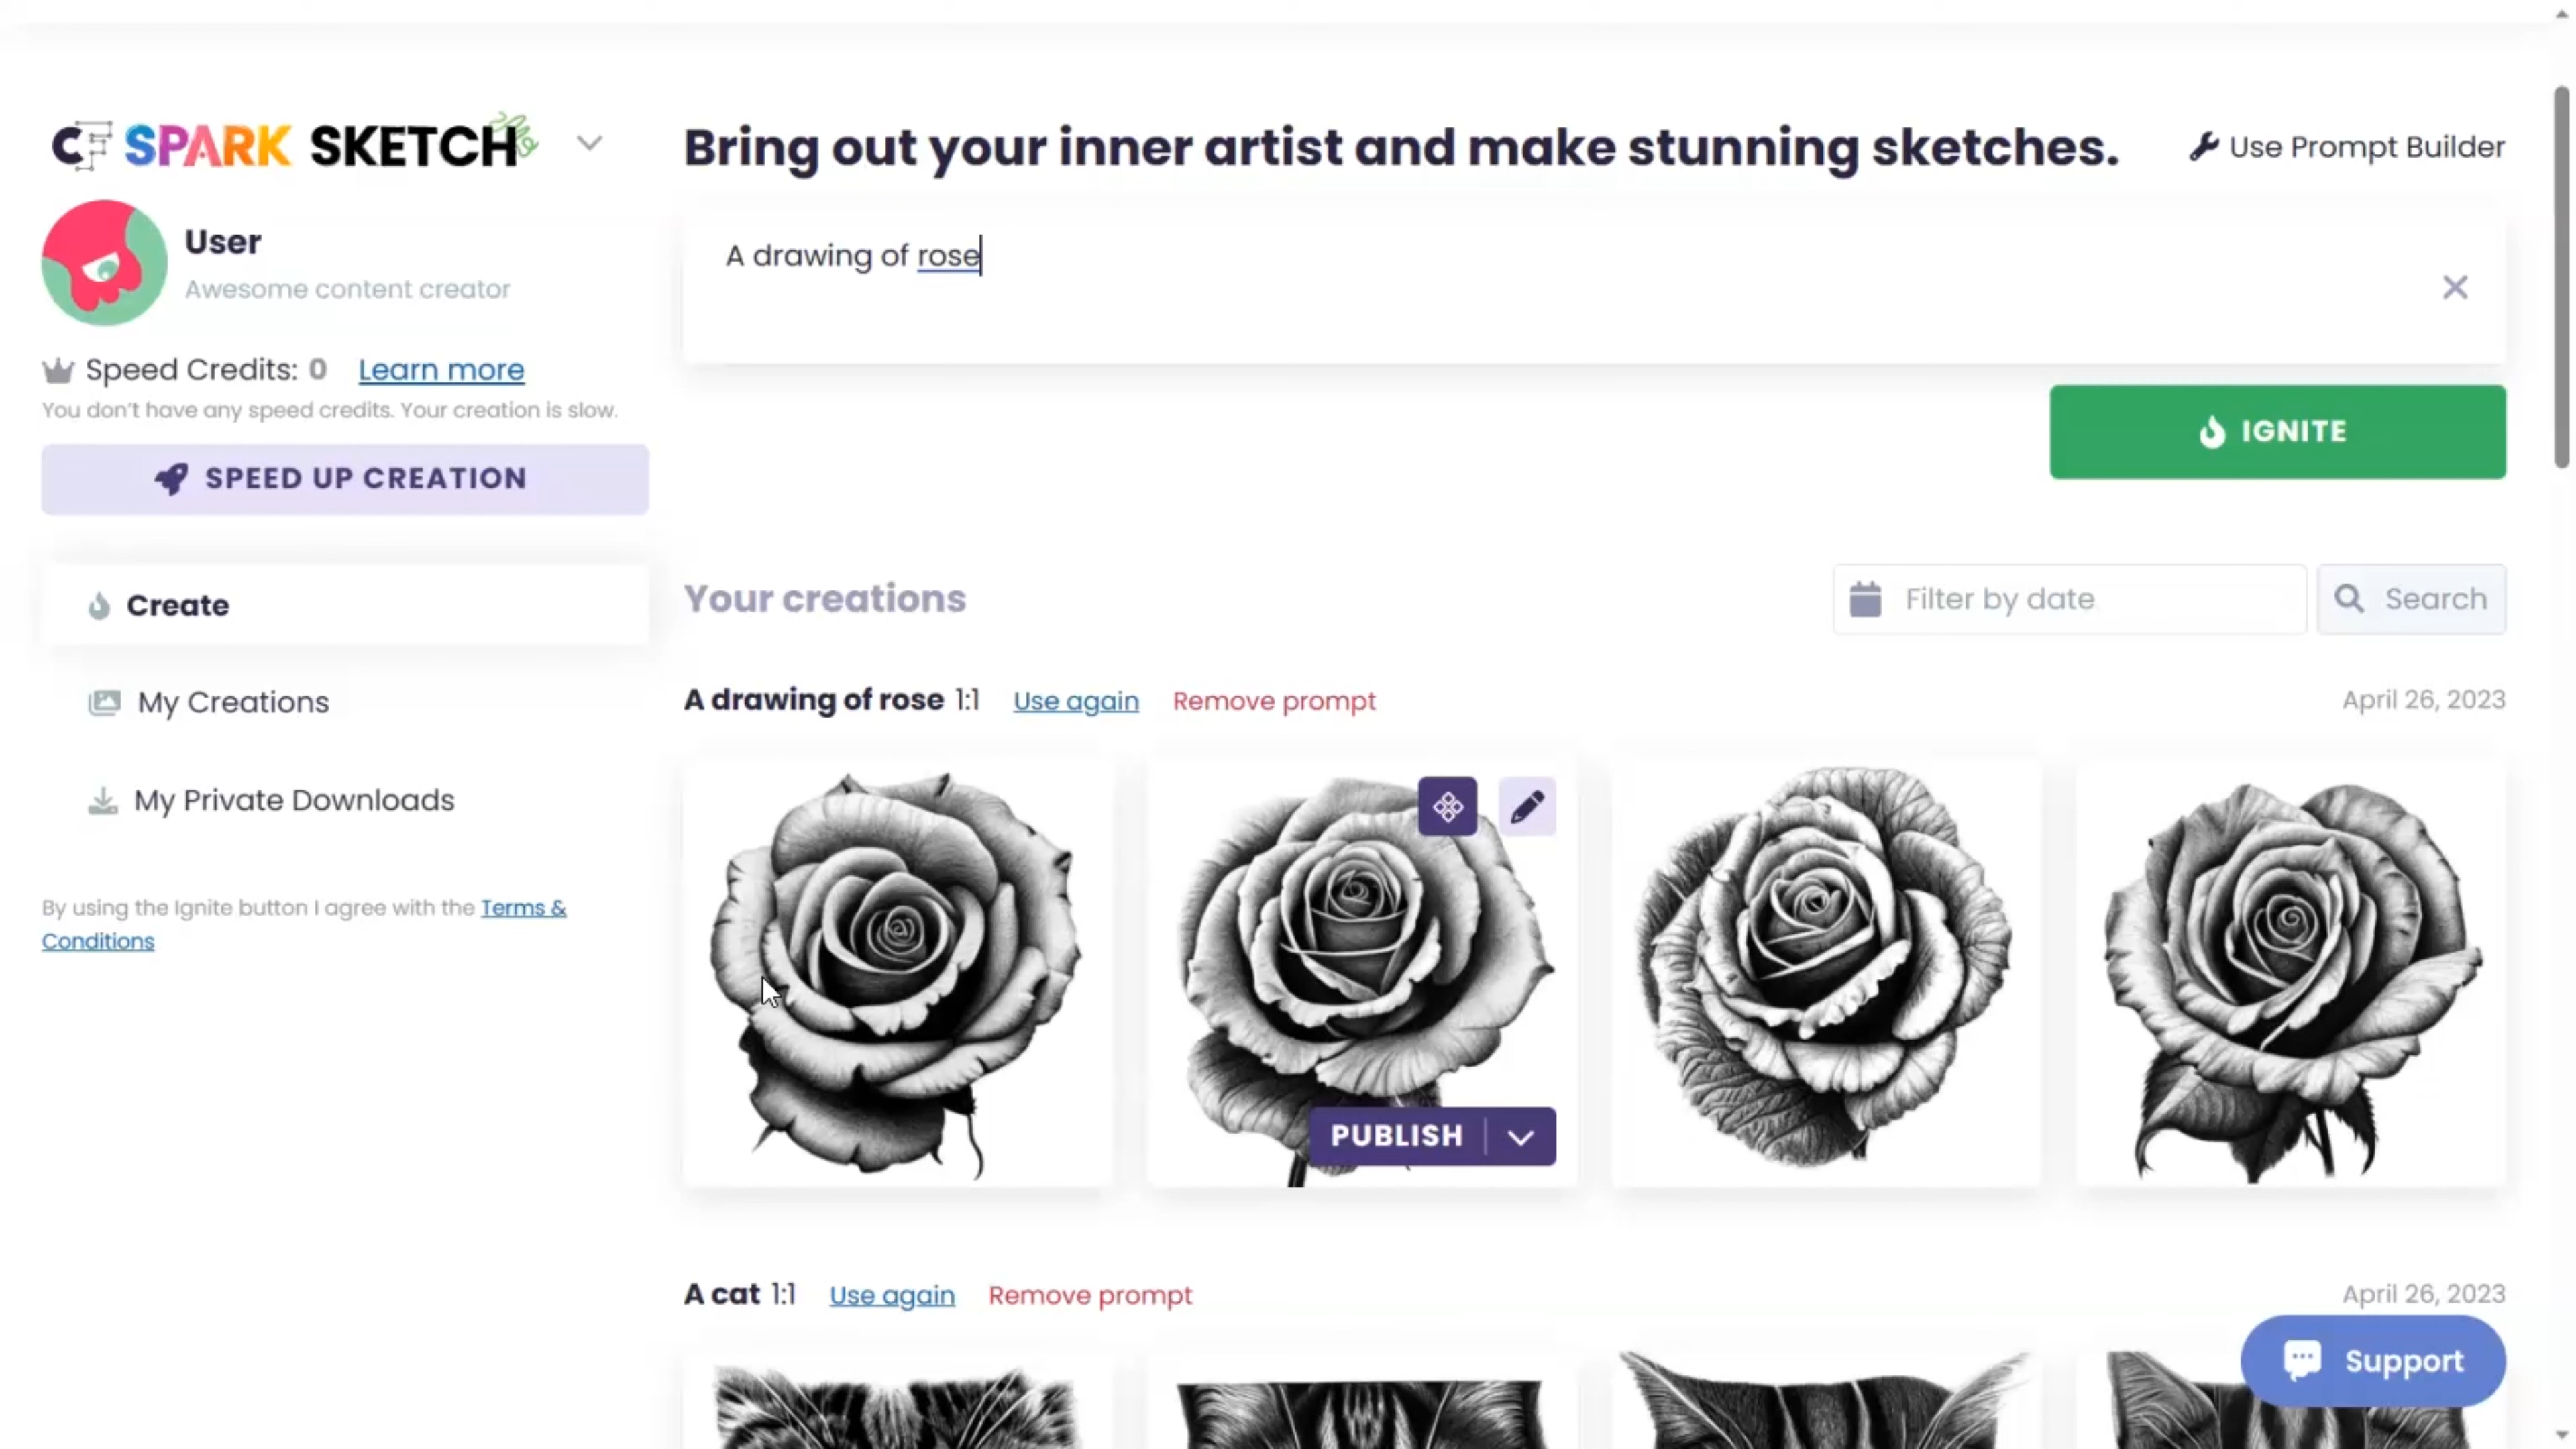 CF SPARK SKETCH
Bring out your inner artist and make stunning sketches.
Use Prompt Builder
User
Awesome content creator
A drawing of rose
Speed Credits: 0 Learn more
You don't have any speed credits. Your creation is slow.
SPEED UP CREATION
IGNITE
Create
My Creations
My Private Downloads
By using the Ignite button I agree with the Terms &
Conditions
Your creations
Filter by date
Search
A drawing of rose 1:1 Use again Remove prompt
April 26, 2023
PUBLISH
A cat 1:1 Use again Remove prompt
April 26, 2023
Support